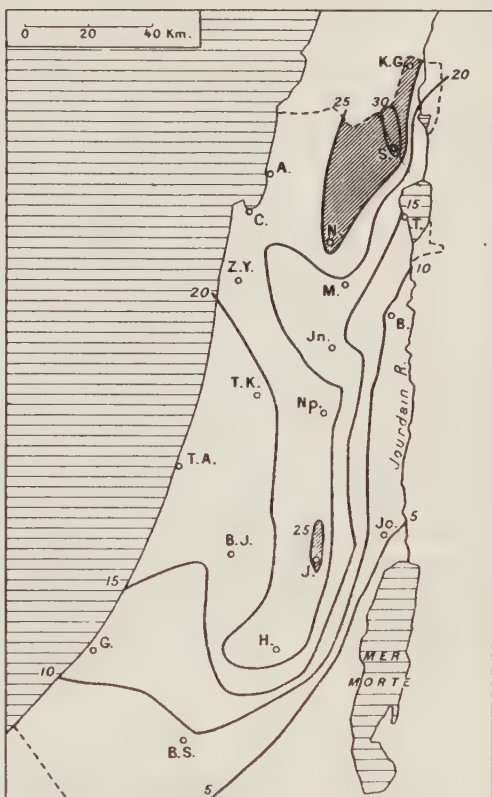 0 20 40 Km.
K.G.
20
25
30
S.
A.
C.
15
T.
N
10
Z.Y.
M.
20
B.
Jn.
T.K.
Np.
Jourdain R.
T.A.
25
5
Jo.
B.J.
J.
15
G.
H.
10
MER
MORTE
B.S.
5